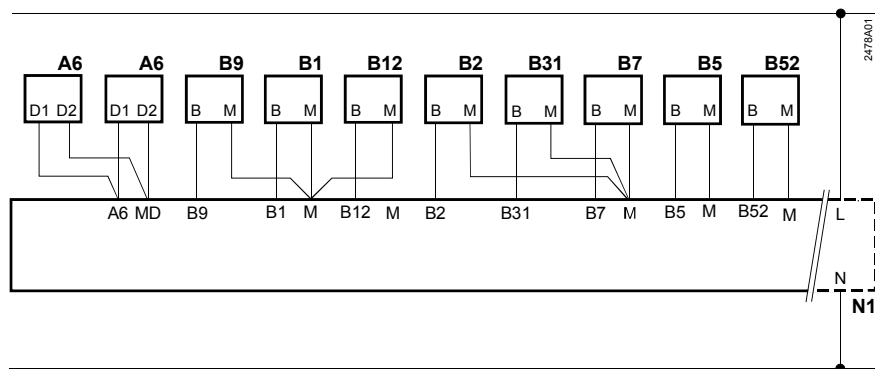 2478A01
A6 A6 B9 B1 B12 B2 B31 B7 B5 B52
D1 D2 D1 D2 B M B M B M B M B M B M B M B M
A6 MD B9 B1 M B12 M B2 B31 B7 M B5 M B52 M L
N
N1